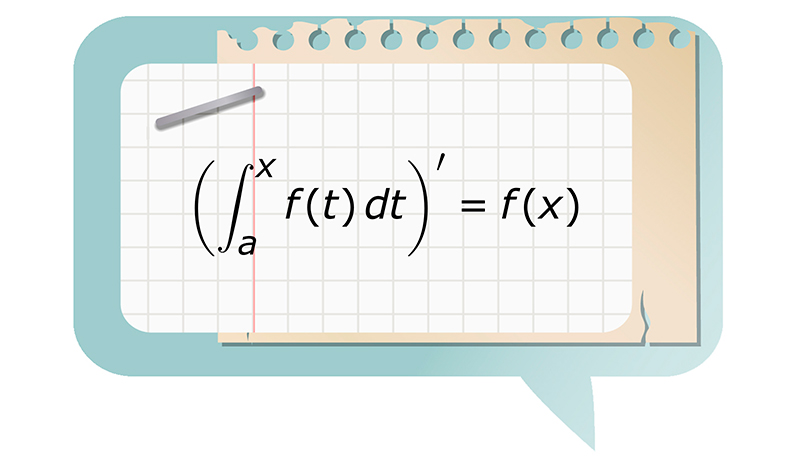 (∫ₐˣ f(t) dt)′ = f(x)